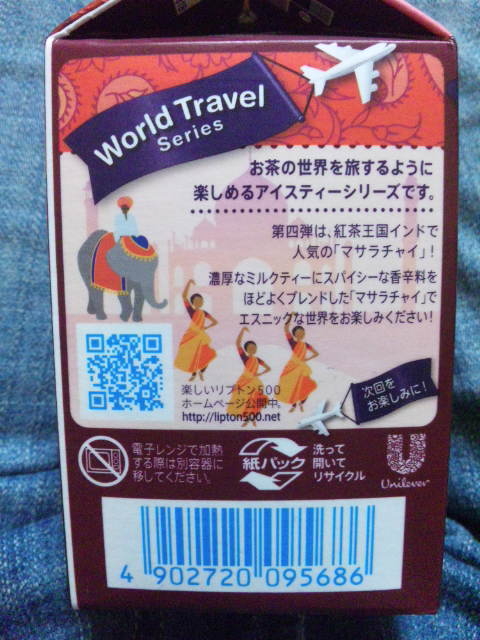 World Travel
Series
お茶の世界を旅するように
楽しめるアイスティーシリーズです。
第四弾は、紅茶王国インドで
人気の「マサラチャイ」!
濃厚なミルクティーにスパイシーな香辛料を
ほどよくブレンドした「マサラチャイ」で
エスニックな世界をお楽しみください!
楽しいリプトン500
ホームページ公開中。
http://lipton500.net
次回を
お楽しみに!
電子レンジで加熱
する際は別容器に
移してください。
紙パック
洗って
開いて
リサイクル
Unilever
4 902720 095686